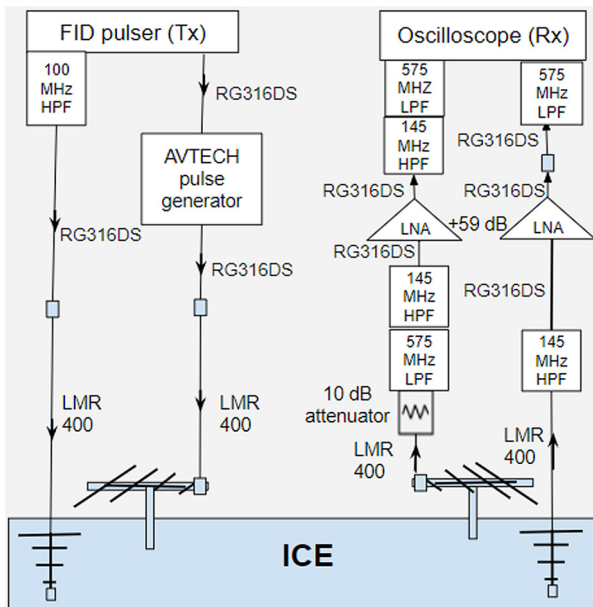 FID pulser (Tx)
100
MHz
HPF
RG316DS
AVTECH
pulse
generator
RG316DS
RG316DS
LMR
400
LMR
400
Oscilloscope (Rx)
575
MHZ
LPF
145
MHz
HPF
RG316DS
LNA
+59 dB
RG316DS
145
MHz
HPF
575
MHz
LPF
10 dB
attenuator
LMR
400
575
MHz
LPF
RG316DS
RG316DS
LNA
RG316DS
145
MHz
HPF
LMR
400
ICE